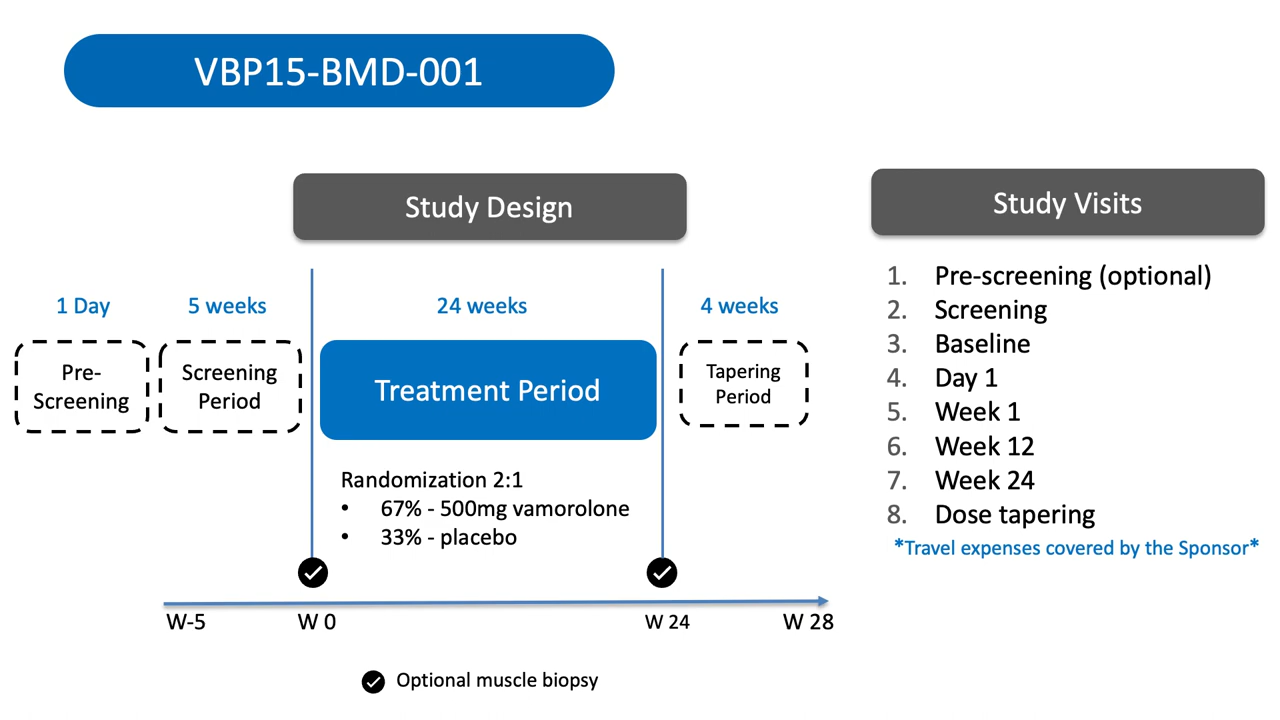 VBP15-BMD-001
Study Design
1 Day
5 weeks
24 weeks
4 weeks
Pre-
Screening
Screening
Period
Treatment Period
Tapering
Period
Randomization 2:1
• 67% - 500mg vamorolone
• 33% - placebo
W-5
W 0
W 24
W 28
Optional muscle biopsy
Study Visits
1. Pre-screening (optional)
2. Screening
3. Baseline
4. Day 1
5. Week 1
6. Week 12
7. Week 24
8. Dose tapering
*Travel expenses covered by the Sponsor*